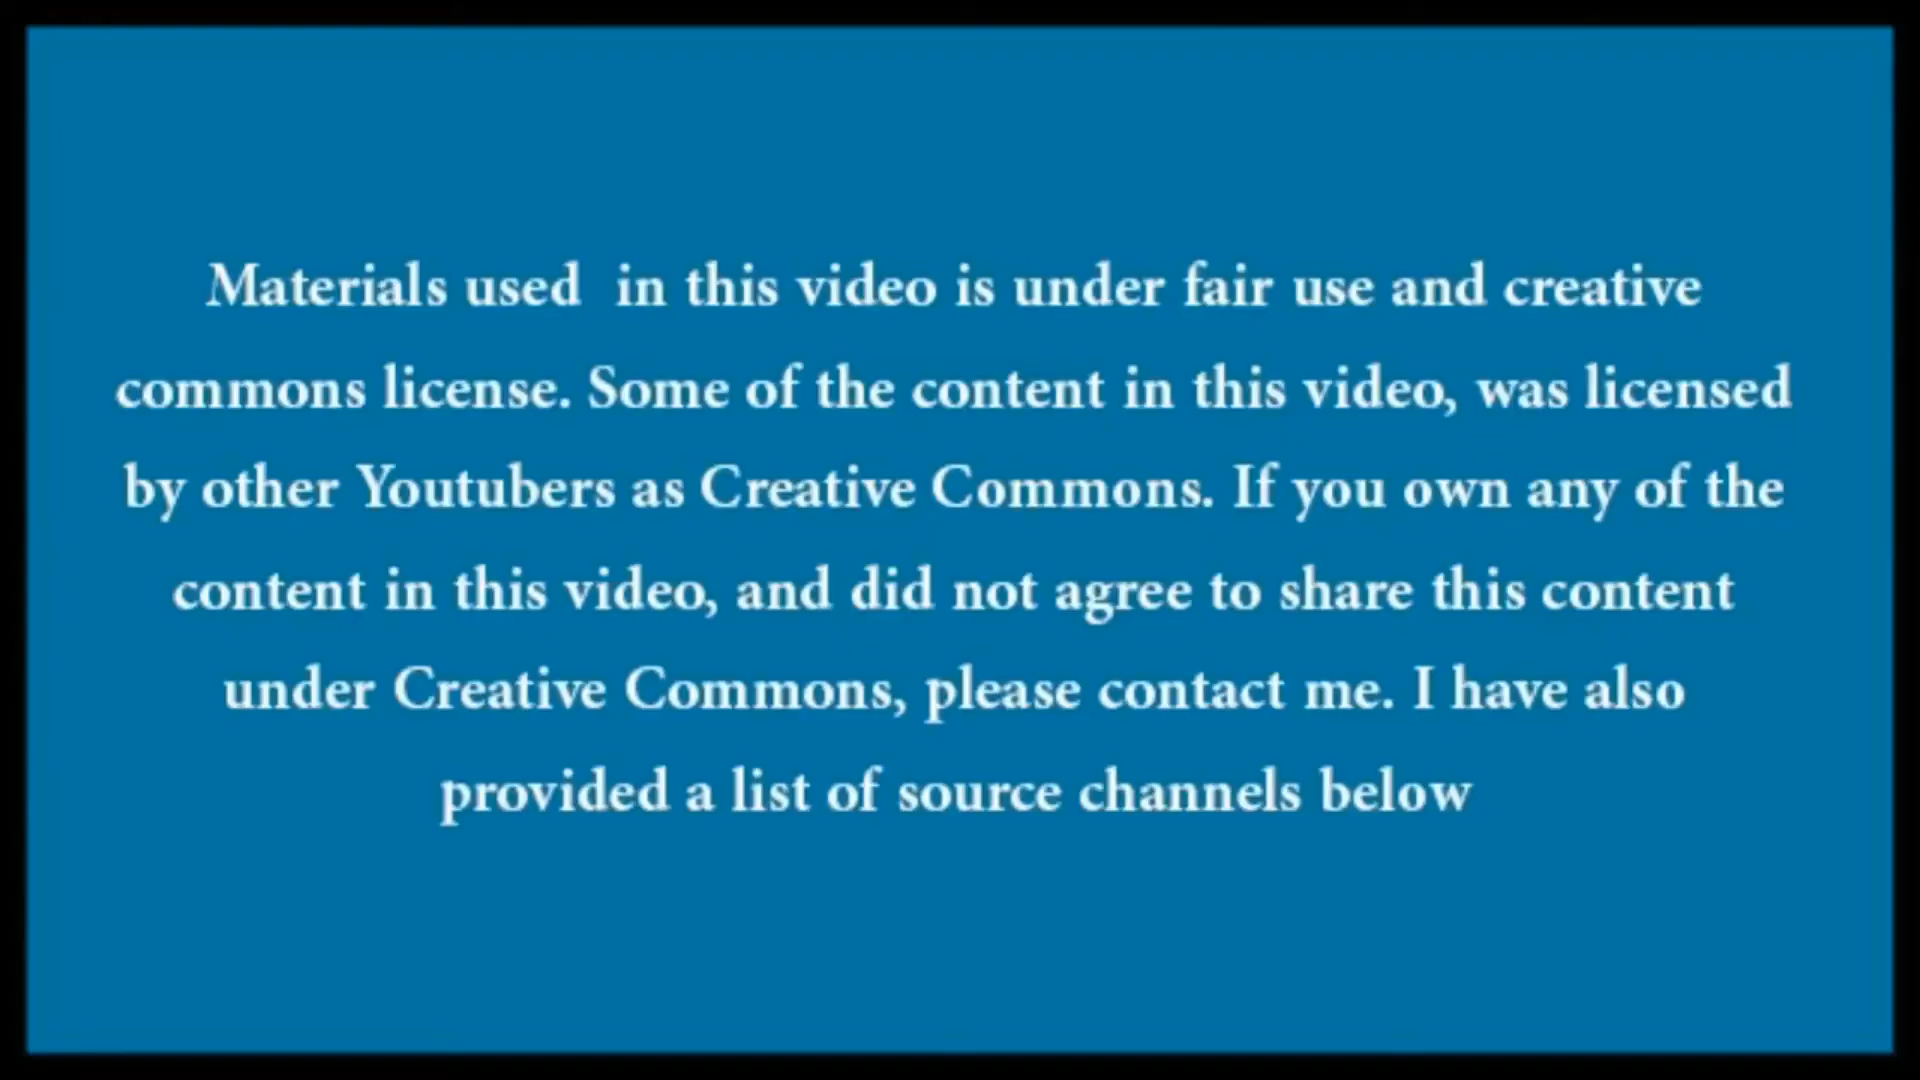 Materials used  in this video is under fair use and creative
commons license. Some of the content in this video, was licensed
by other Youtubers as Creative Commons. If you own any of the
content in this video, and did not agree to share this content
under Creative Commons, please contact me. I have also
provided a list of source channels below